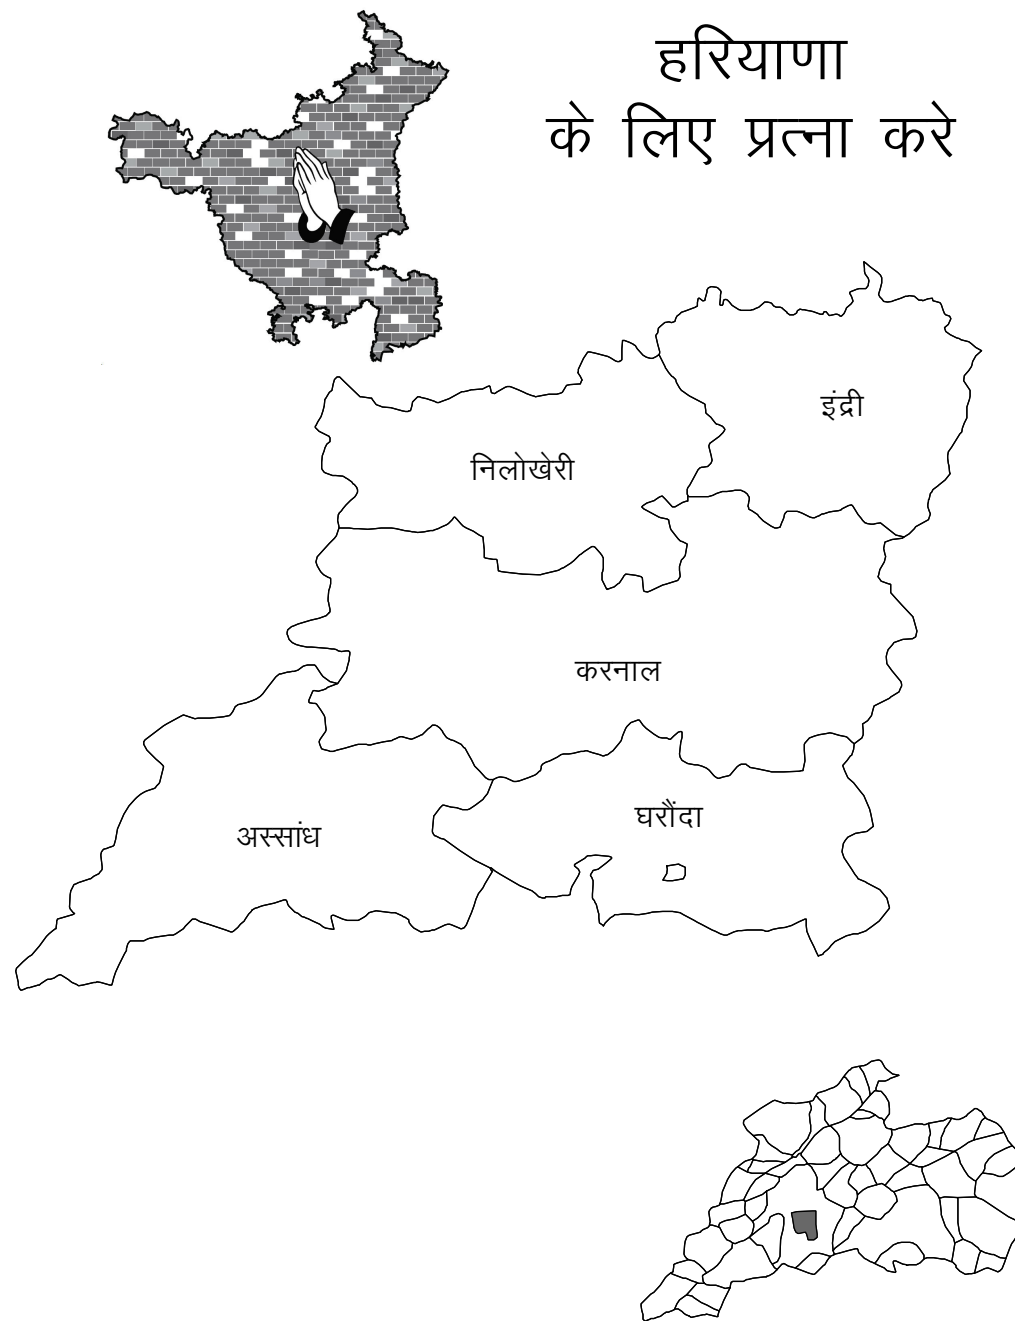 हरियाणा
के लिए प्रत्ना करे
इंद्री
निलोखेरी
करनाल
घरौंदा
अस्सांध